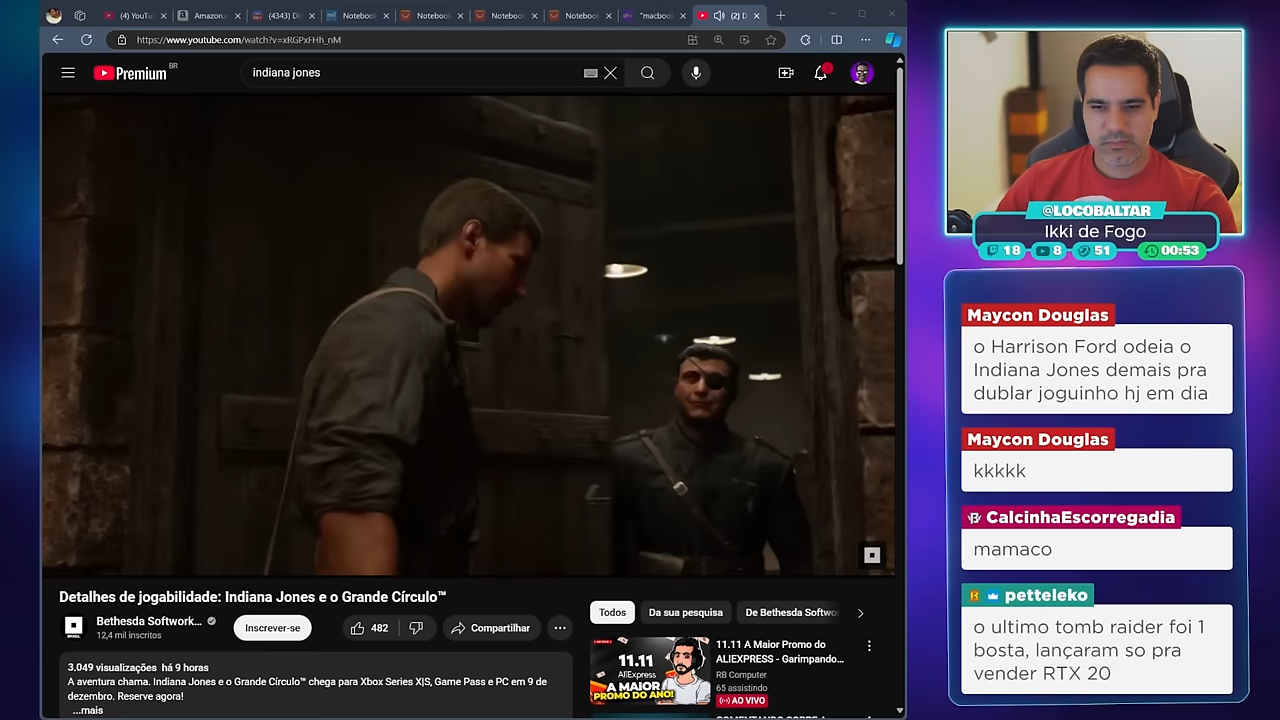 (4) YouTu
Amazon.c
(4343) Di
Notebook
Notebook
Notebook
Notebook
"macbook
(2) D
https://www.youtube.com/watch?v=xRGPxFHh_nM
Premium BR
indiana jones
@LOCOBALTAR
Ikki de Fogo
18
8
51
00:53
Maycon Douglas
o Harrison Ford odeia o
Indiana Jones demais pra
dublar joguinho hj em dia
Maycon Douglas
kkkkk
CalcinhaEscorregadia
mamaco
petteleko
o ultimo tomb raider foi 1
bosta, lançaram so pra
vender RTX 20
Detalhes de jogabilidade: Indiana Jones e o Grande Círculo™
Bethesda Softwork...
12,4 mil inscritos
Inscrever-se
482
Compartilhar
3.049 visualizações há 9 horas
A aventura chama. Indiana Jones e o Grande Círculo™ chega para Xbox Series X|S, Game Pass e PC em 9 de
dezembro. Reserve agora!
...mais
Todos
Da sua pesquisa
De Bethesda Softwo
11.11
AliExpress
A MAIOR
PROMO DO ANO!
11.11 A Maior Promo do
ALIEXPRESS - Garimpando...
RB Computer
65 assistindo
AO VIVO